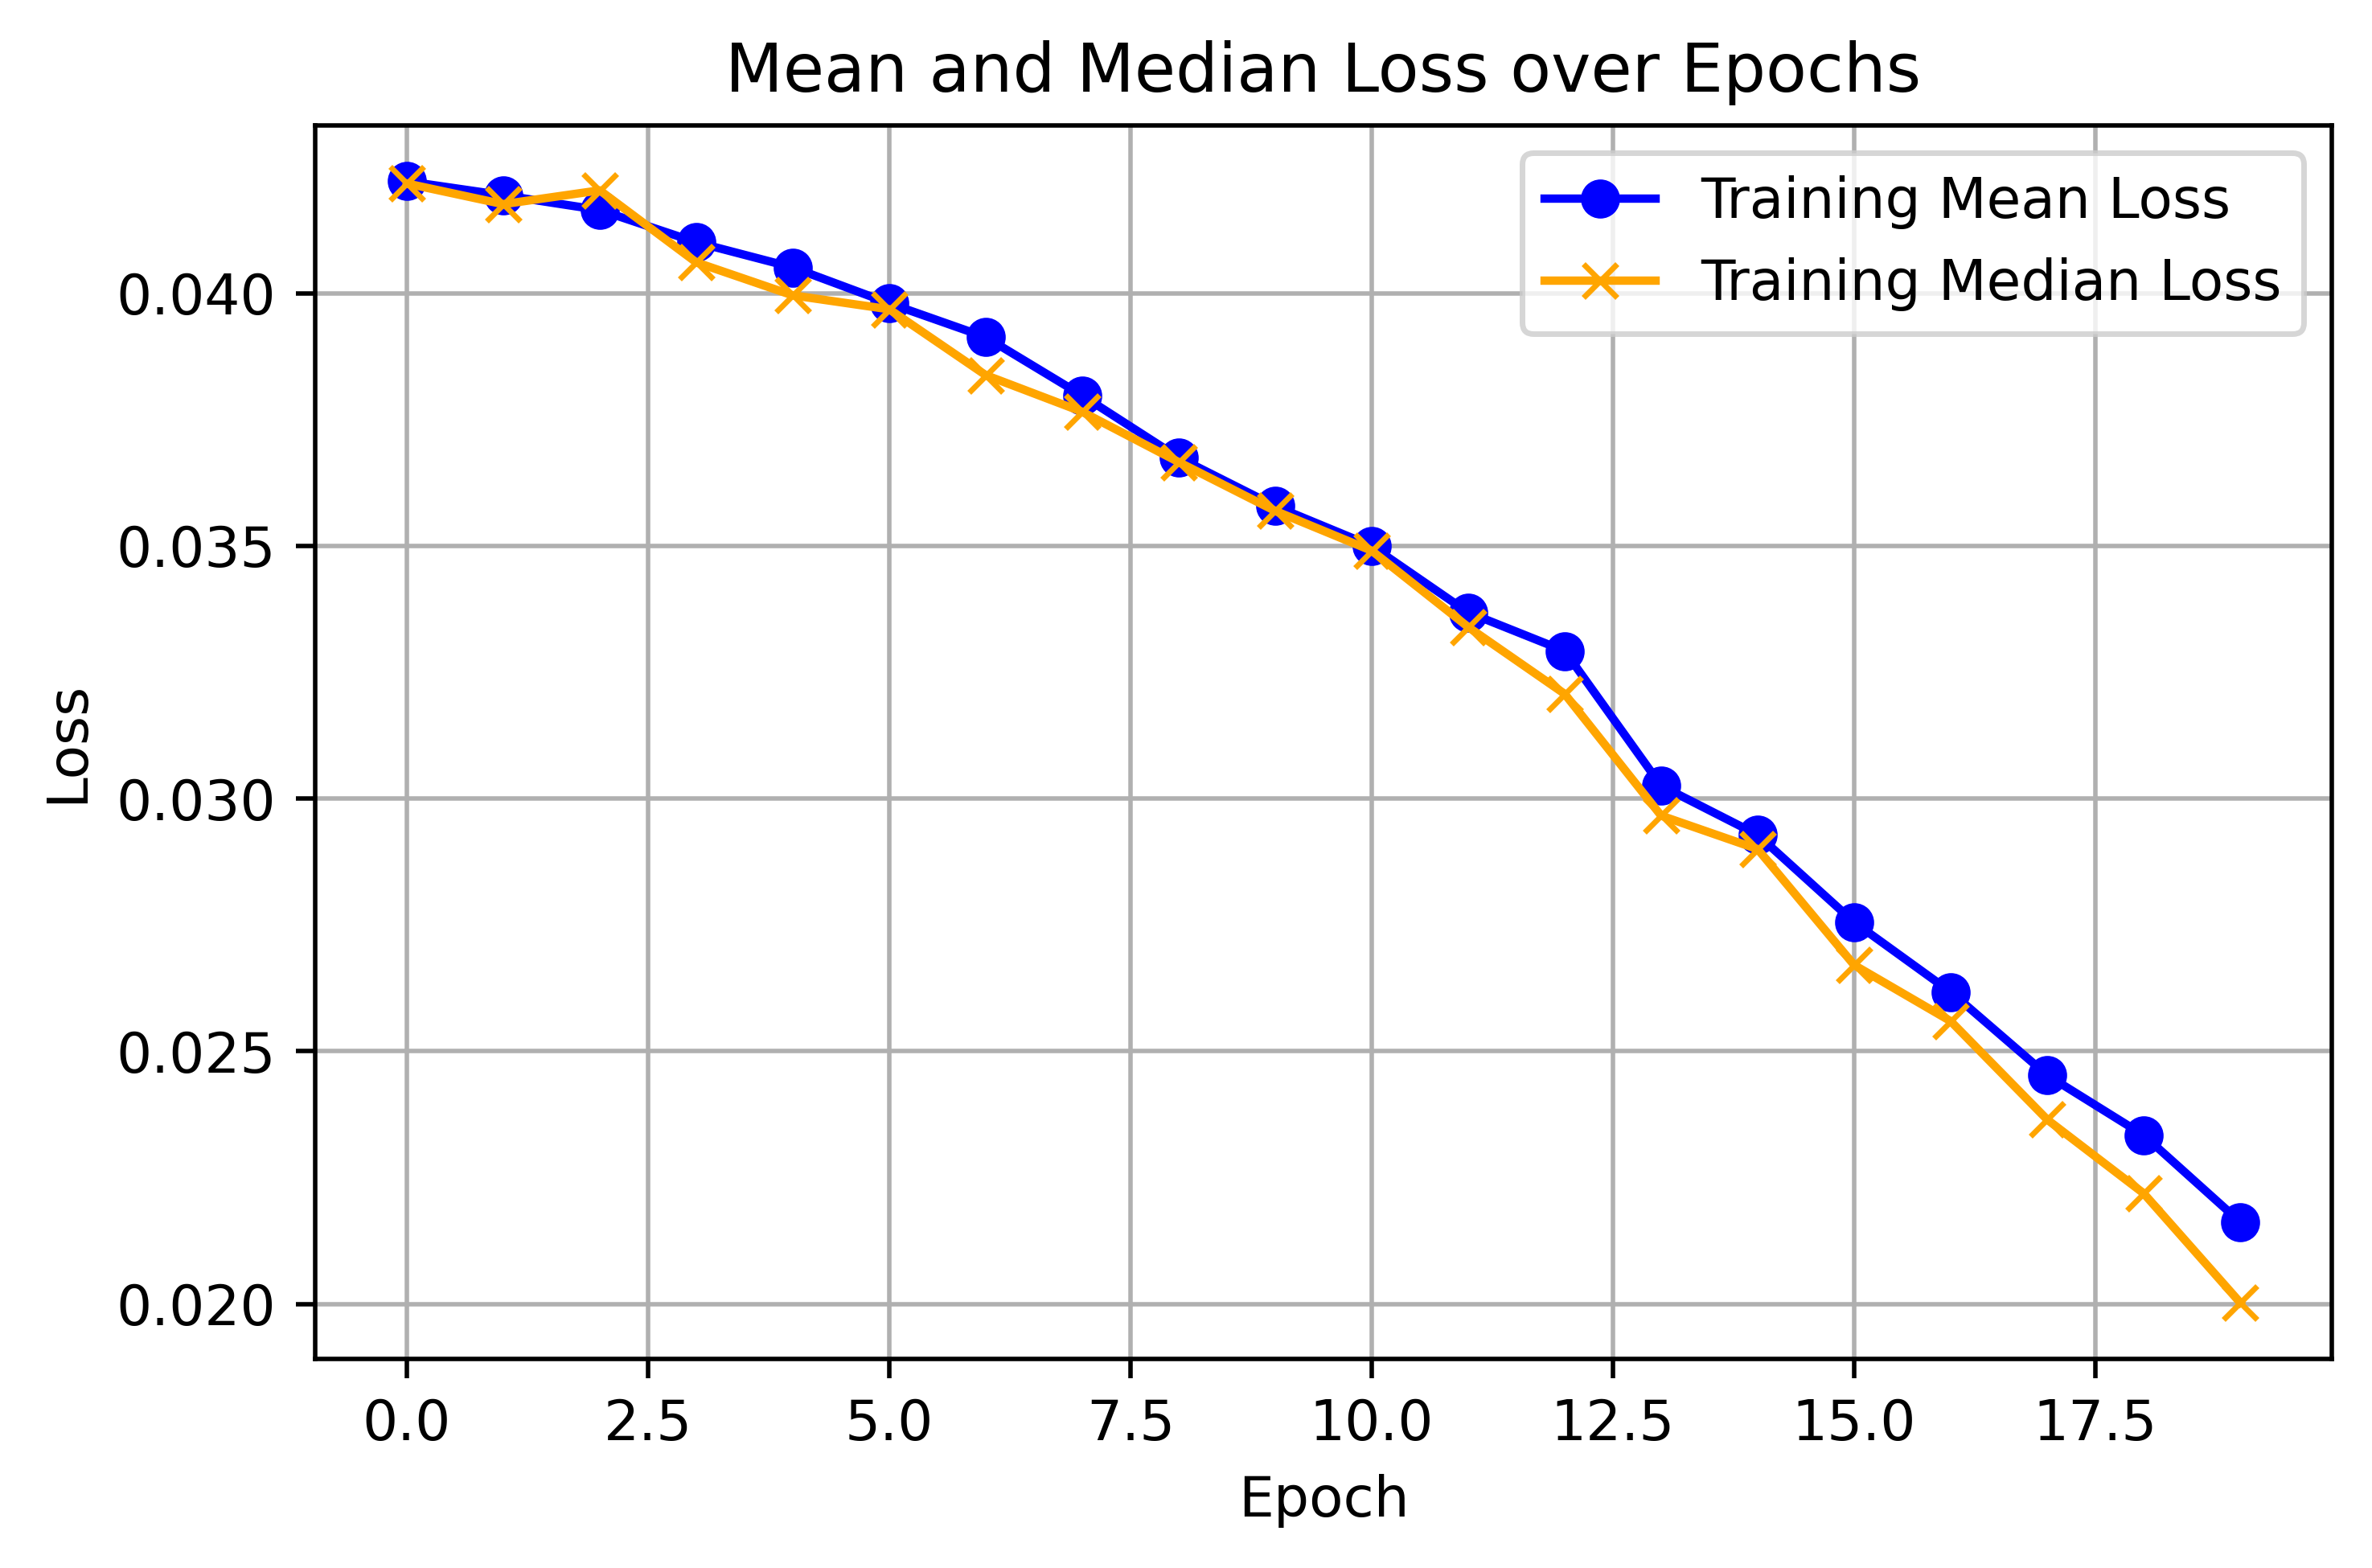 Mean and Median Loss over Epochs
Training Mean Loss
Training Median Loss
0.040
0.035
0.030
0.025
0.020
Loss
0.0 2.5 5.0 7.5 10.0 12.5 15.0 17.5
Epoch